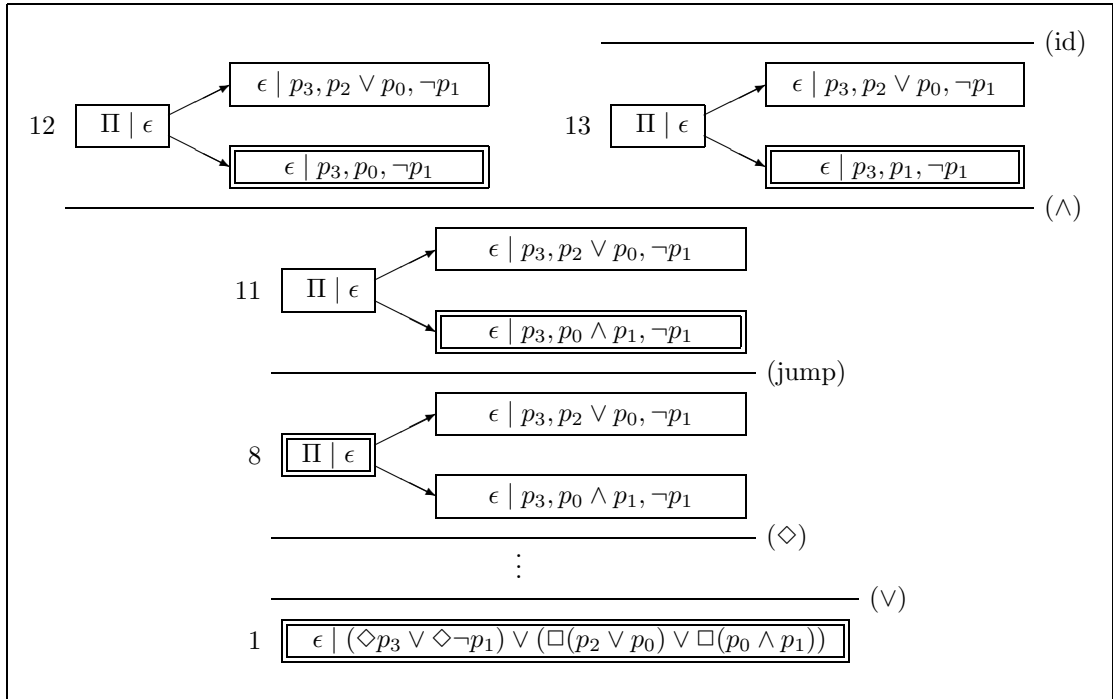 (id)
ϵ | p₃, p₂ ∨ p₀, ¬p₁ ϵ | p₃, p₂ ∨ p₀, ¬p₁
12 Π | ϵ 13 Π | ϵ
ϵ | p₃, p₀, ¬p₁ ϵ | p₃, p₁, ¬p₁
(∧)
ϵ | p₃, p₂ ∨ p₀, ¬p₁
11 Π | ϵ
ϵ | p₃, p₀ ∧ p₁, ¬p₁
(jump)
ϵ | p₃, p₂ ∨ p₀, ¬p₁
8 Π | ϵ
ϵ | p₃, p₀ ∧ p₁, ¬p₁
(◇)
⋮
(∨)
1 ϵ | (◇p₃ ∨ ◇¬p₁) ∨ (□(p₂ ∨ p₀) ∨ □(p₀ ∧ p₁))